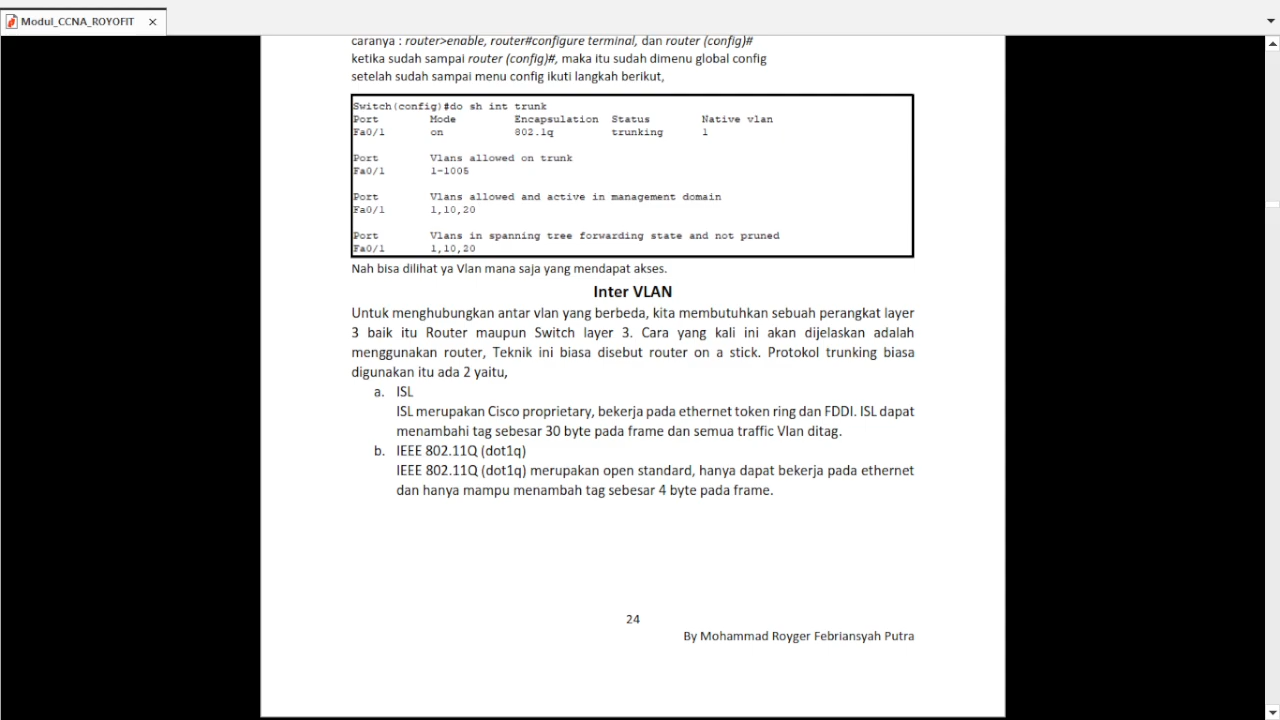 Modul_CCNA_ROYOFIT
caranya : router>enable, router#configure terminal, dan router (config)#
ketika sudah sampai router (config)#, maka itu sudah dimenu global config
setelah sudah sampai menu config ikuti langkah berikut,
Switch(config)#do sh int trunk
Port Mode Encapsulation Status Native vlan
Fa0/1 on 802.1q trunking 1
Port Vlans allowed on trunk
Fa0/1 1-1005
Port Vlans allowed and active in management domain
Fa0/1 1,10,20
Port Vlans in spanning tree forwarding state and not pruned
Fa0/1 1,10,20
Nah bisa dilihat ya Vlan mana saja yang mendapat akses.
Inter VLAN
Untuk menghubungkan antar vlan yang berbeda, kita membutuhkan sebuah perangkat layer
3 baik itu Router maupun Switch layer 3. Cara yang kali ini akan dijelaskan adalah
menggunakan router, Teknik ini biasa disebut router on a stick. Protokol trunking biasa
digunakan itu ada 2 yaitu,
a. ISL
ISL merupakan Cisco proprietary, bekerja pada ethernet token ring dan FDDI. ISL dapat
menambahi tag sebesar 30 byte pada frame dan semua traffic Vlan ditag.
b. IEEE 802.11Q (dot1q)
IEEE 802.11Q (dot1q) merupakan open standard, hanya dapat bekerja pada ethernet
dan hanya mampu menambah tag sebesar 4 byte pada frame.
24
By Mohammad Royger Febriansyah Putra